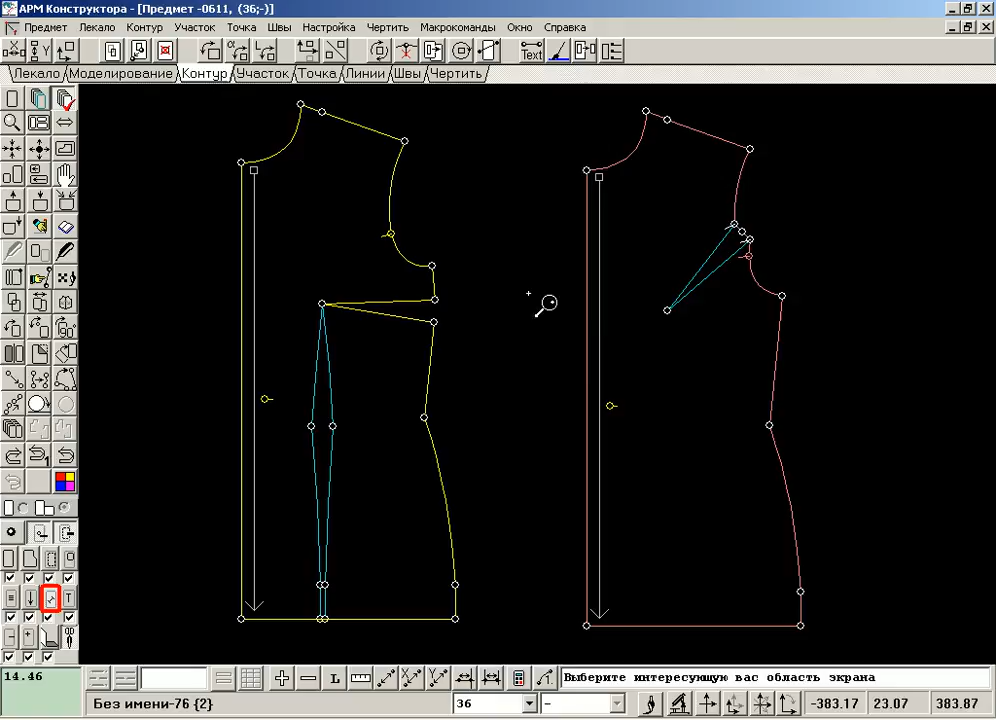 АРМ Конструктора - [Предмет -0611, (36;-)]
Предмет Лекало Контур Участок Точка Швы Настройка Чертить Макрокоманды Окно Справка
Text
Лекало Моделирование Контур Участок Точка Линии Швы Чертить
90°
T
14.46
L
Выберите интересующую вас область экрана
Без имени-76 {2}
36
-
-383.17
23.07
383.87